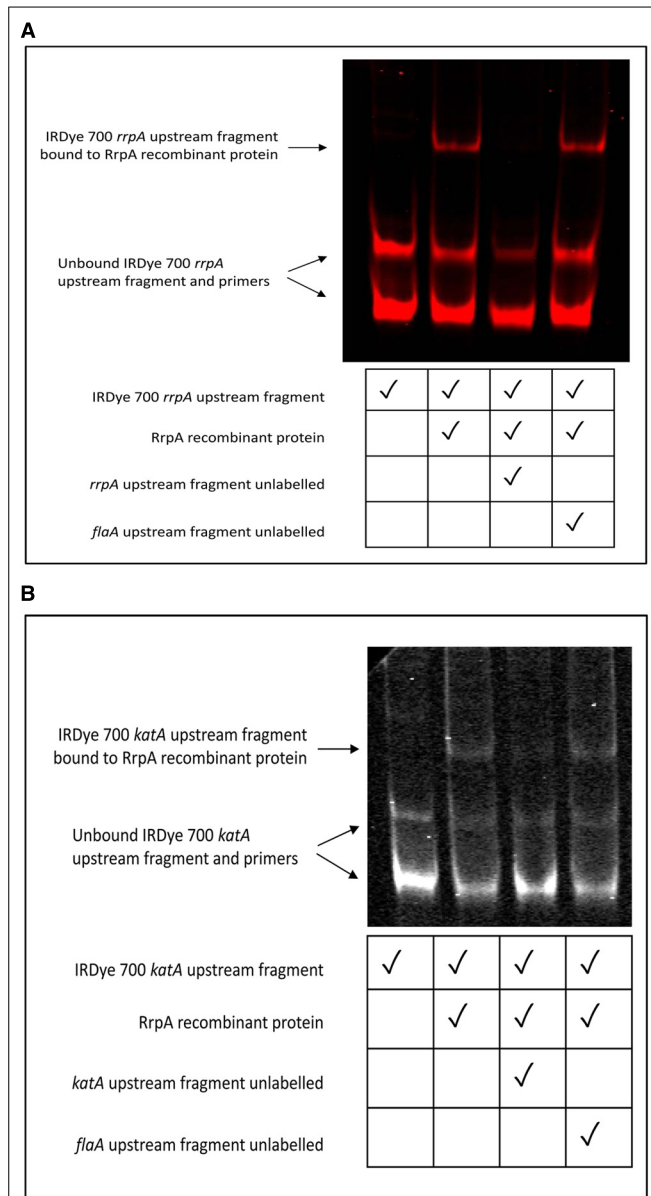 A
IRDye 700 rrpA upstream fragment
bound to RrpA recombinant protein
Unbound IRDye 700 rrpA
upstream fragment and primers
IRDye 700 rrpA upstream fragment
RrpA recombinant protein
rrpA upstream fragment unlabelled
flaA upstream fragment unlabelled
B
IRDye 700 katA upstream fragment
bound to RrpA recombinant protein
Unbound IRDye 700 katA
upstream fragment and primers
IRDye 700 katA upstream fragment
RrpA recombinant protein
katA upstream fragment unlabelled
flaA upstream fragment unlabelled